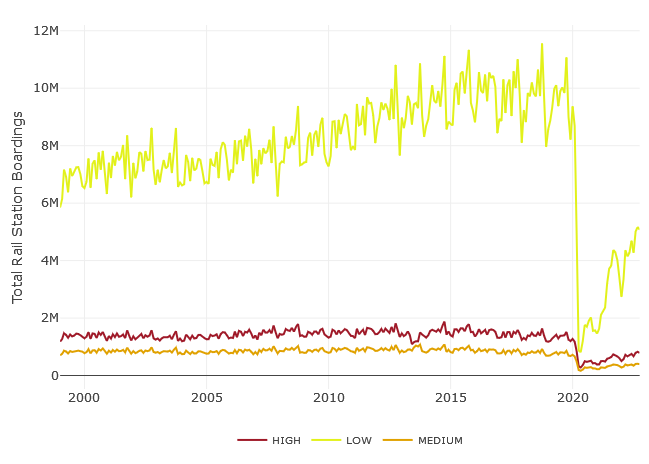 12M
10M
8M
6M
4M
2M
0
Total Rail Station Boardings
2000
2005
2010
2015
2020
HIGH
LOW
MEDIUM